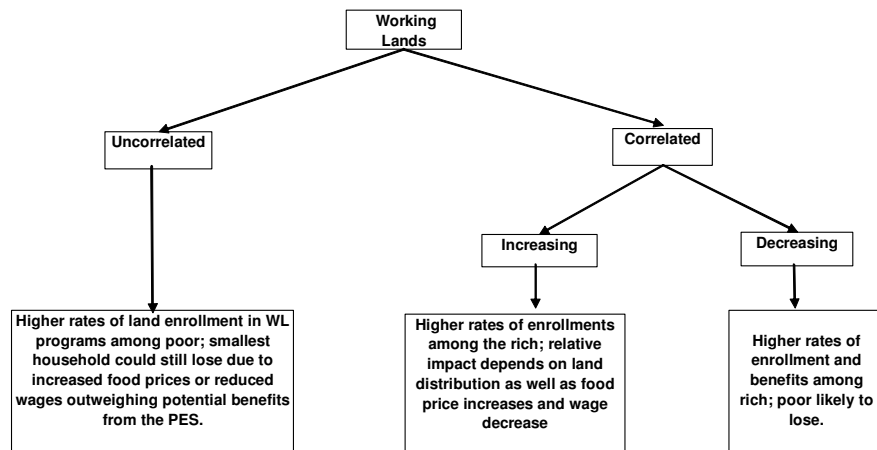 Working
Lands
Uncorrelated
Correlated
Increasing
Decreasing
Higher rates of land enrollment in WL
programs among poor; smallest
household could still lose due to
increased food prices or reduced
wages outweighing potential benefits
from the PES.
Higher rates of enrollments
among the rich; relative
impact depends on land
distribution as well as food
price increases and wage
decrease
Higher rates of
enrollment and
benefits among
rich; poor likely to
lose.